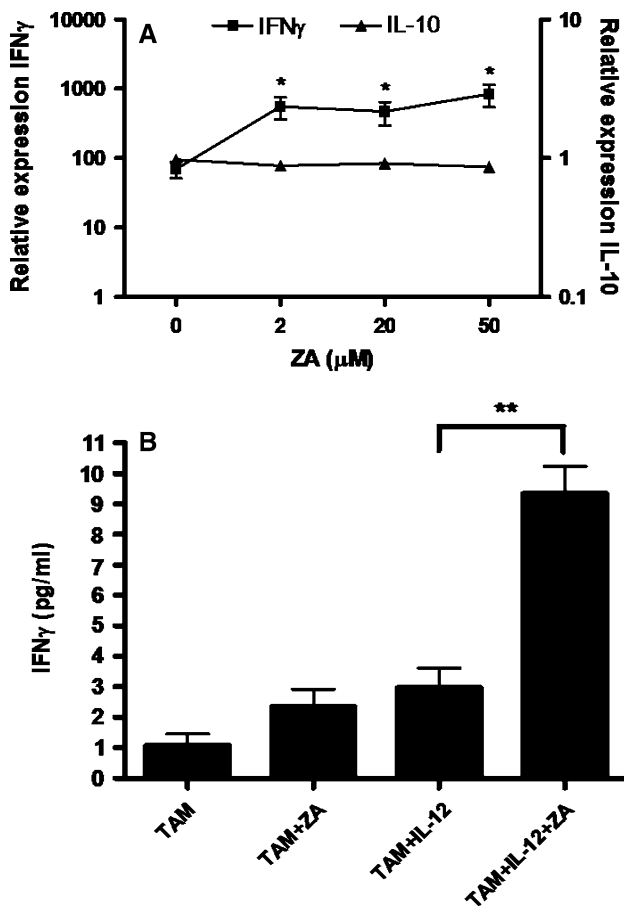 A
IFNγ
IL-10
Relative expression IFNγ
10000
1000
100
10
1
*
*
*
10
1
0.1
Relative expression IL-10
0
2
20
50
ZA (µM)
B
**
IFNγ (pg/ml)
11
10
9
8
7
6
5
4
3
2
1
0
TAM
TAM+ZA
TAM+IL-12
TAM+IL-12+ZA